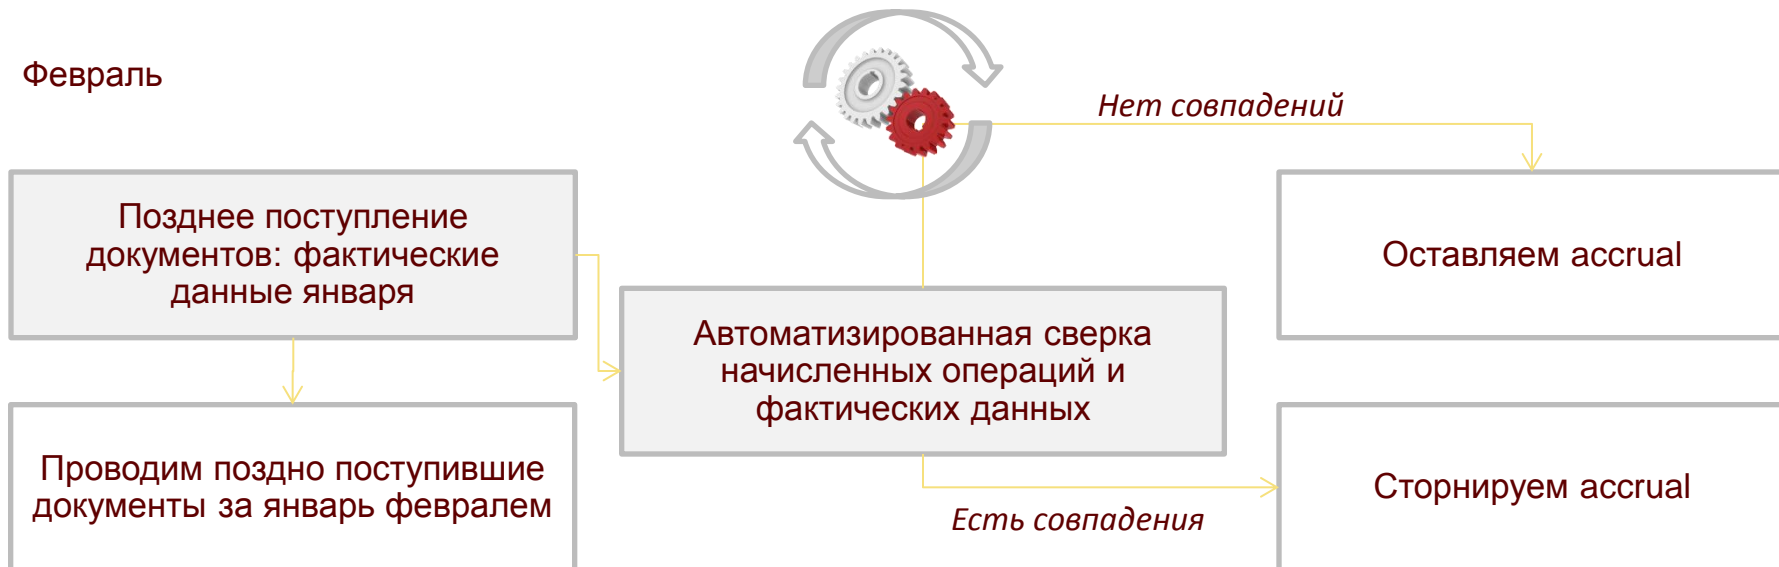 Февраль
Нет совпадений
Позднее поступление
документов: фактические
данные января
Оставляем accrual
Автоматизированная сверка
начисленных операций и
фактических данных
Проводим поздно поступившие
документы за январь февралем
Сторнируем accrual
Есть совпадения